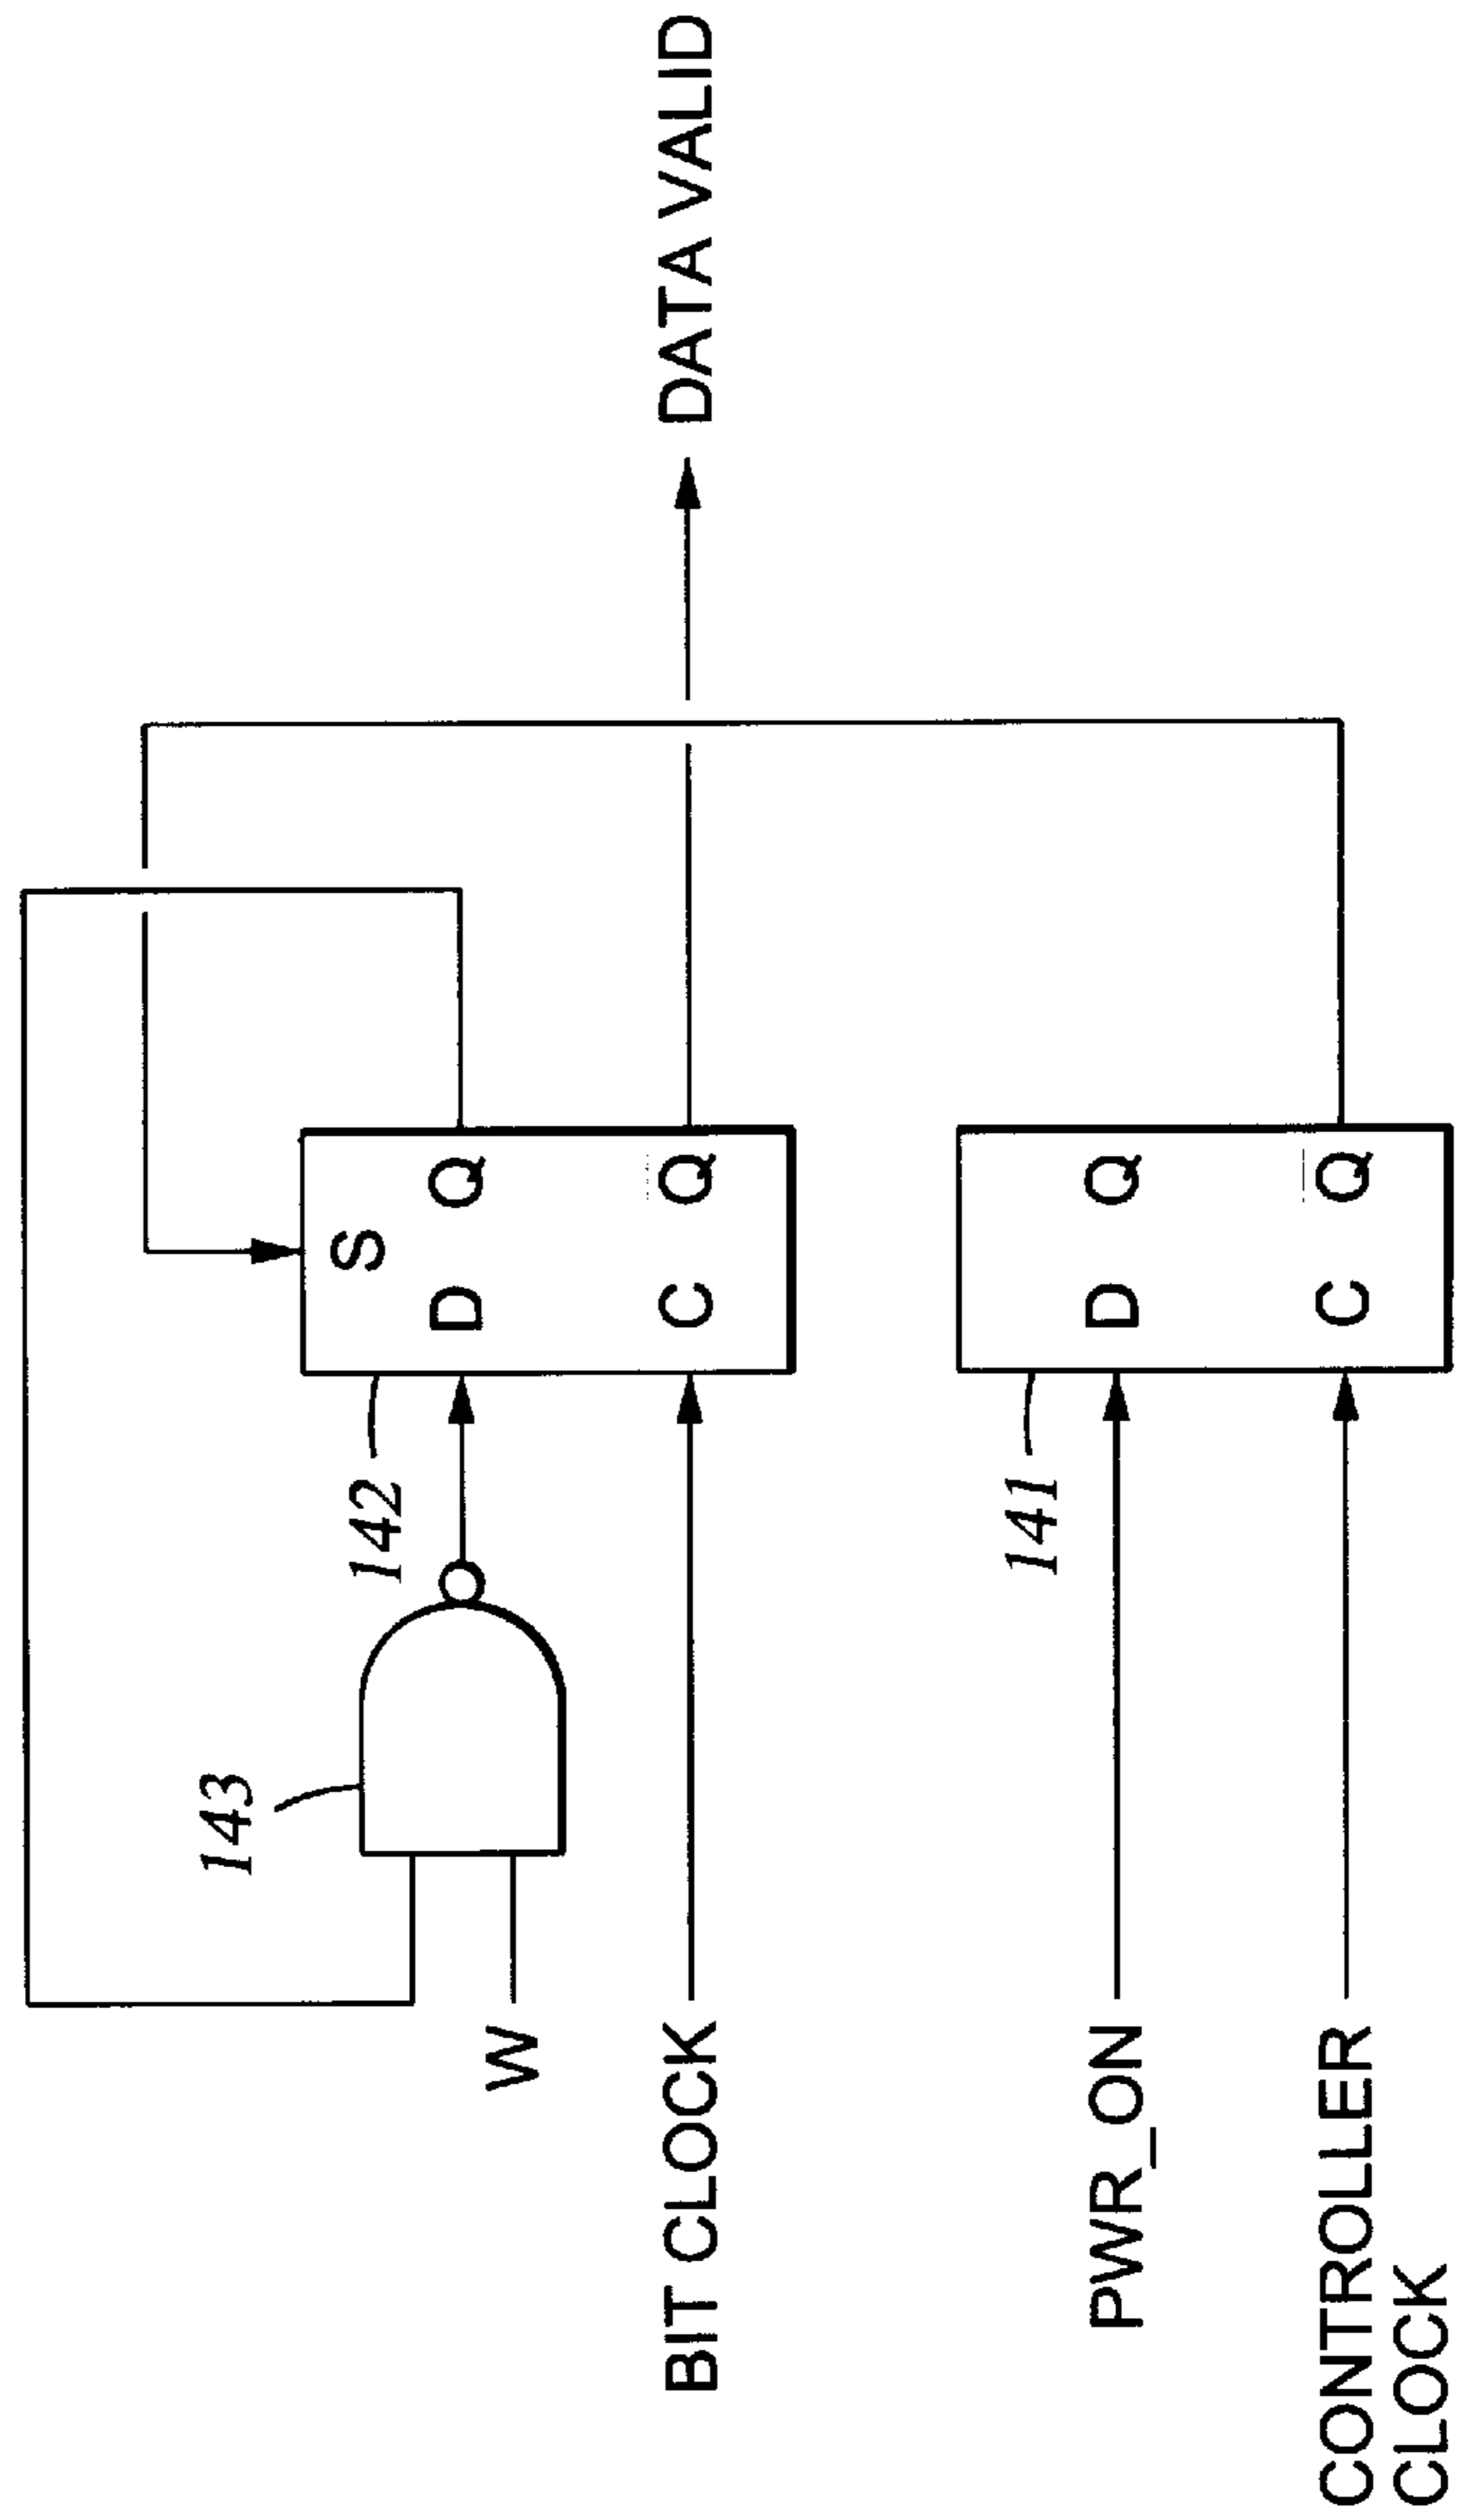 143
142
W
S
D Q
BIT CLOCK
C Q̅
DATA VALID
141
PWR_ON
D Q
CONTROLLER
CLOCK
C Q̅